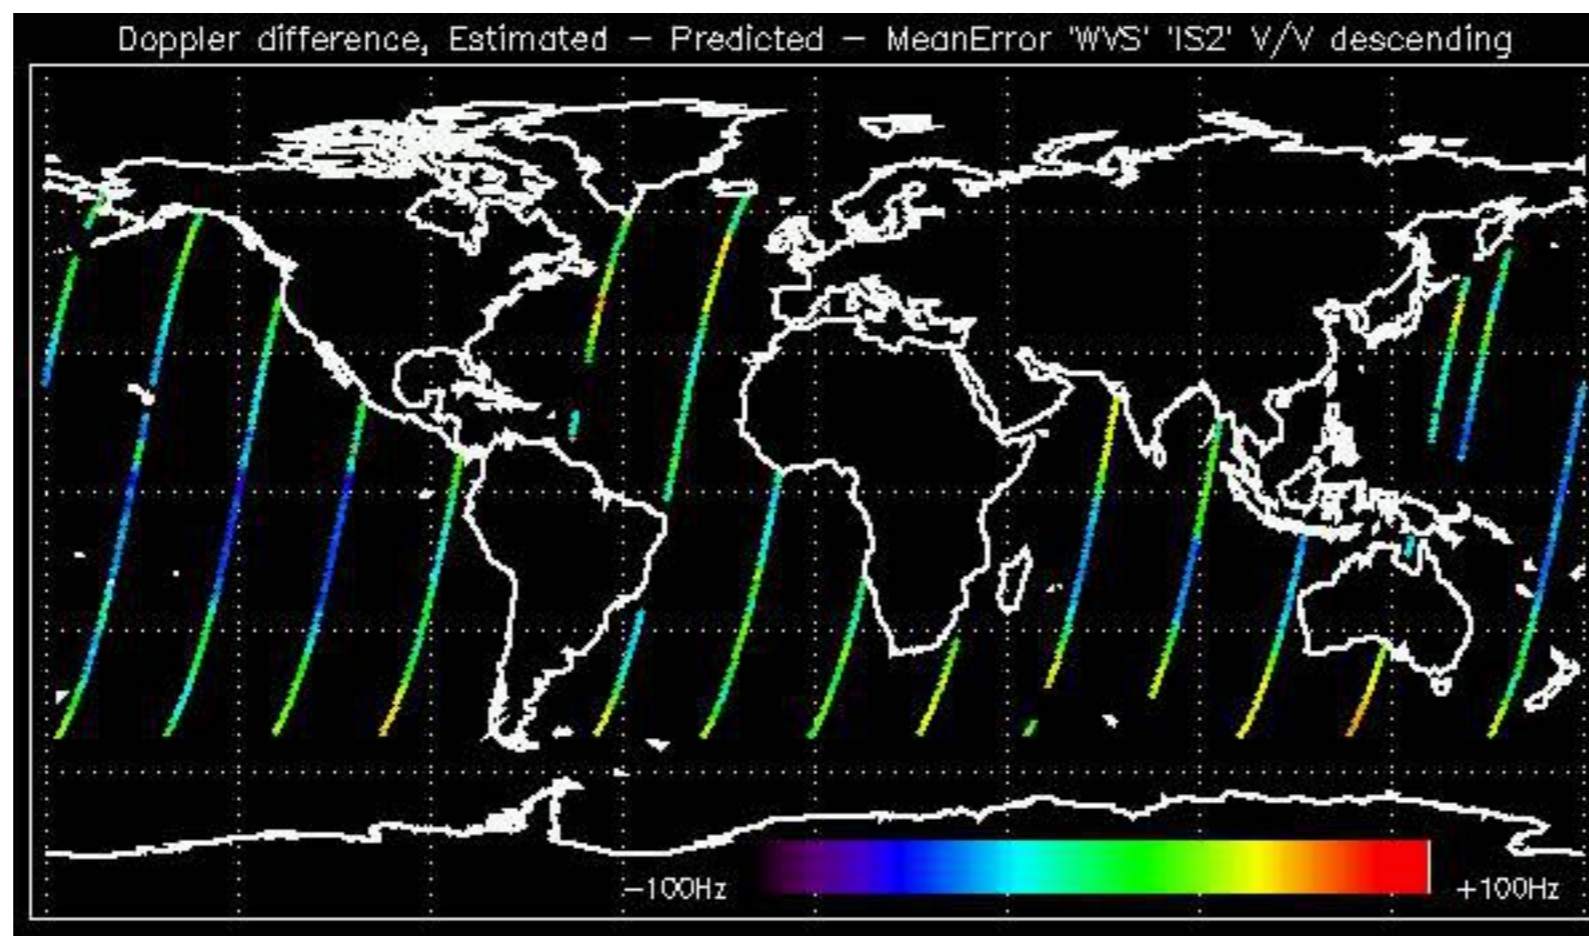 Doppler difference, Estimated – Predicted – MeanError 'WVS' 'IS2' V/V descending
–100Hz
+100Hz